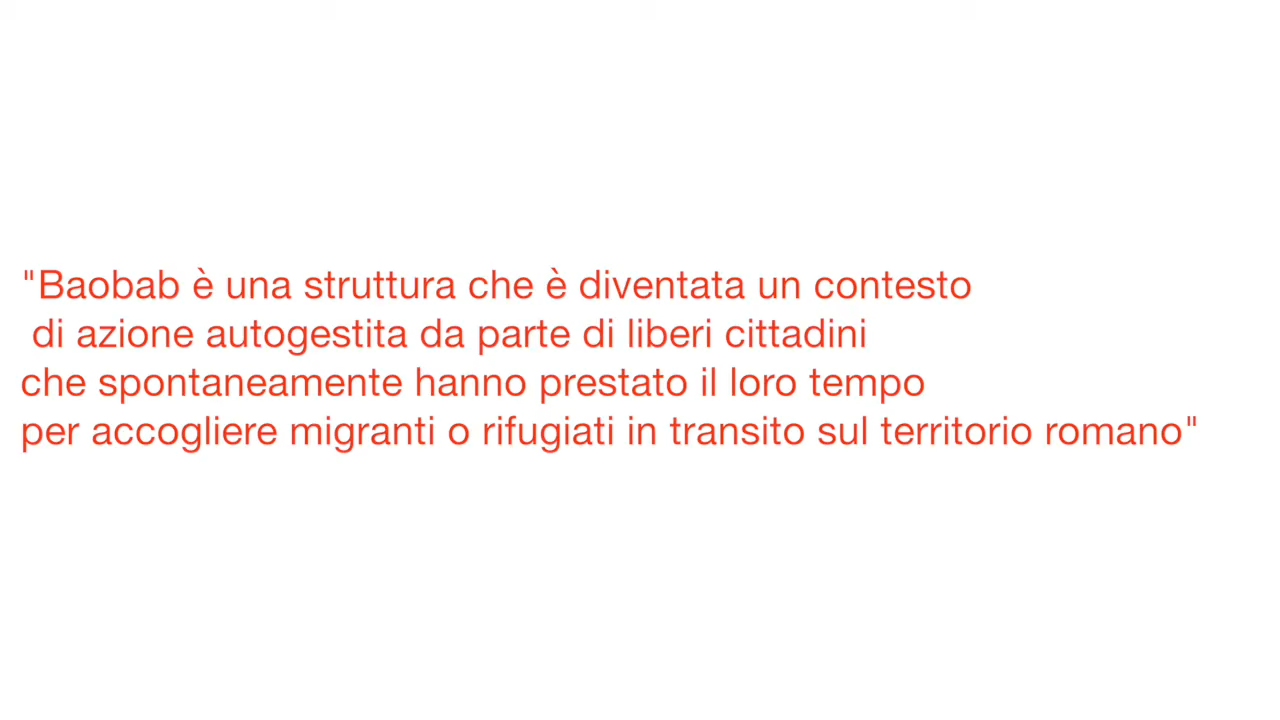 "Baobab è una struttura che è diventata un contesto
di azione autogestita da parte di liberi cittadini
che spontaneamente hanno prestato il loro tempo
per accogliere migranti o rifugiati in transito sul territorio romano"